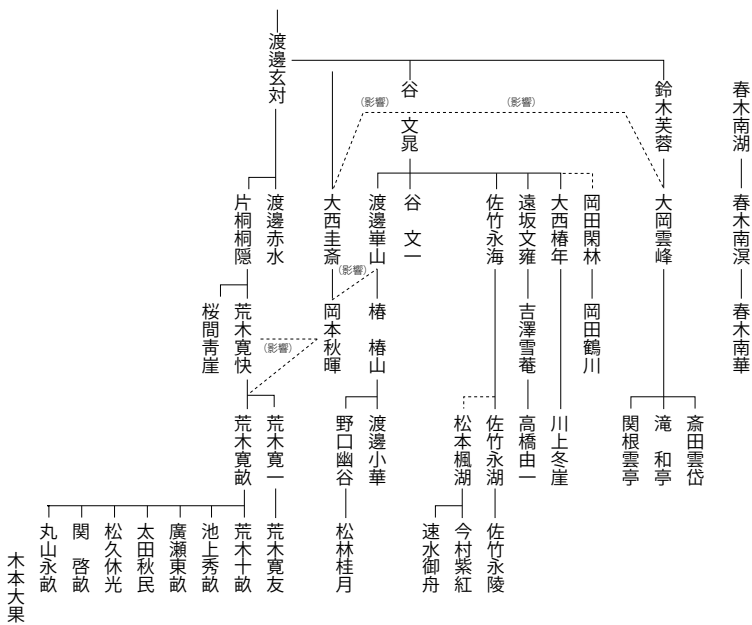 渡邊玄対
谷　文晁
鈴木芙蓉
春木南湖
（影響）
（影響）
片桐桐隠
渡邊赤水
大西圭斎
渡邊崋山
谷　文一
佐竹永海
遠坂文雍
大西椿年
岡田閑林
大岡雲峰
春木南溟
（影響）
桜間靑崖
荒木寛快
（影響）
岡本秋暉
椿　椿山
吉澤雪菴
岡田鶴川
春木南華
荒木寛畝
荒木寛一
野口幽谷
渡邊小華
松本楓湖
佐竹永湖
高橋由一
川上冬崖
関根雲亭
滝　和亭
斎田雲岱
丸山永畝
関　啓畝
松久休光
太田秋民
廣瀬東畝
池上秀畝
荒木十畝
荒木寛友
松林桂月
速水御舟
今村紫紅
佐竹永陵
木本大果